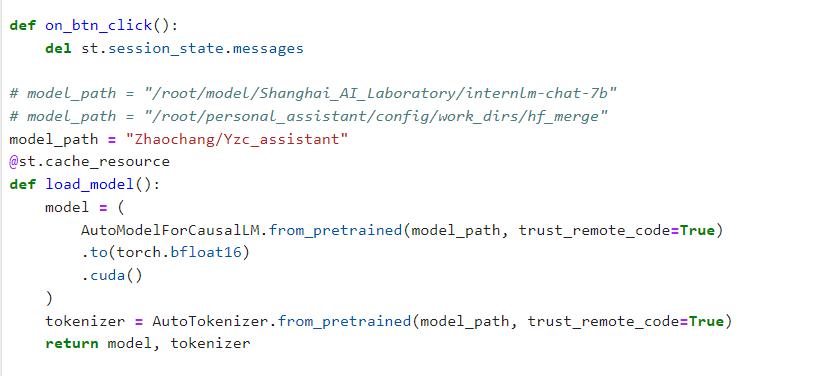 def on_btn_click():
    del st.session_state.messages
# model_path = "/root/model/Shanghai_AI_Laboratory/internlm-chat-7b"
# model_path = "/root/personal_assistant/config/work_dirs/hf_merge"
model_path = "Zhaochang/Yzc_assistant"
@st.cache_resource
def load_model():
    model = (
        AutoModelForCausalLM.from_pretrained(model_path, trust_remote_code=True)
        .to(torch.bfloat16)
        .cuda()
    )
    tokenizer = AutoTokenizer.from_pretrained(model_path, trust_remote_code=True)
    return model, tokenizer